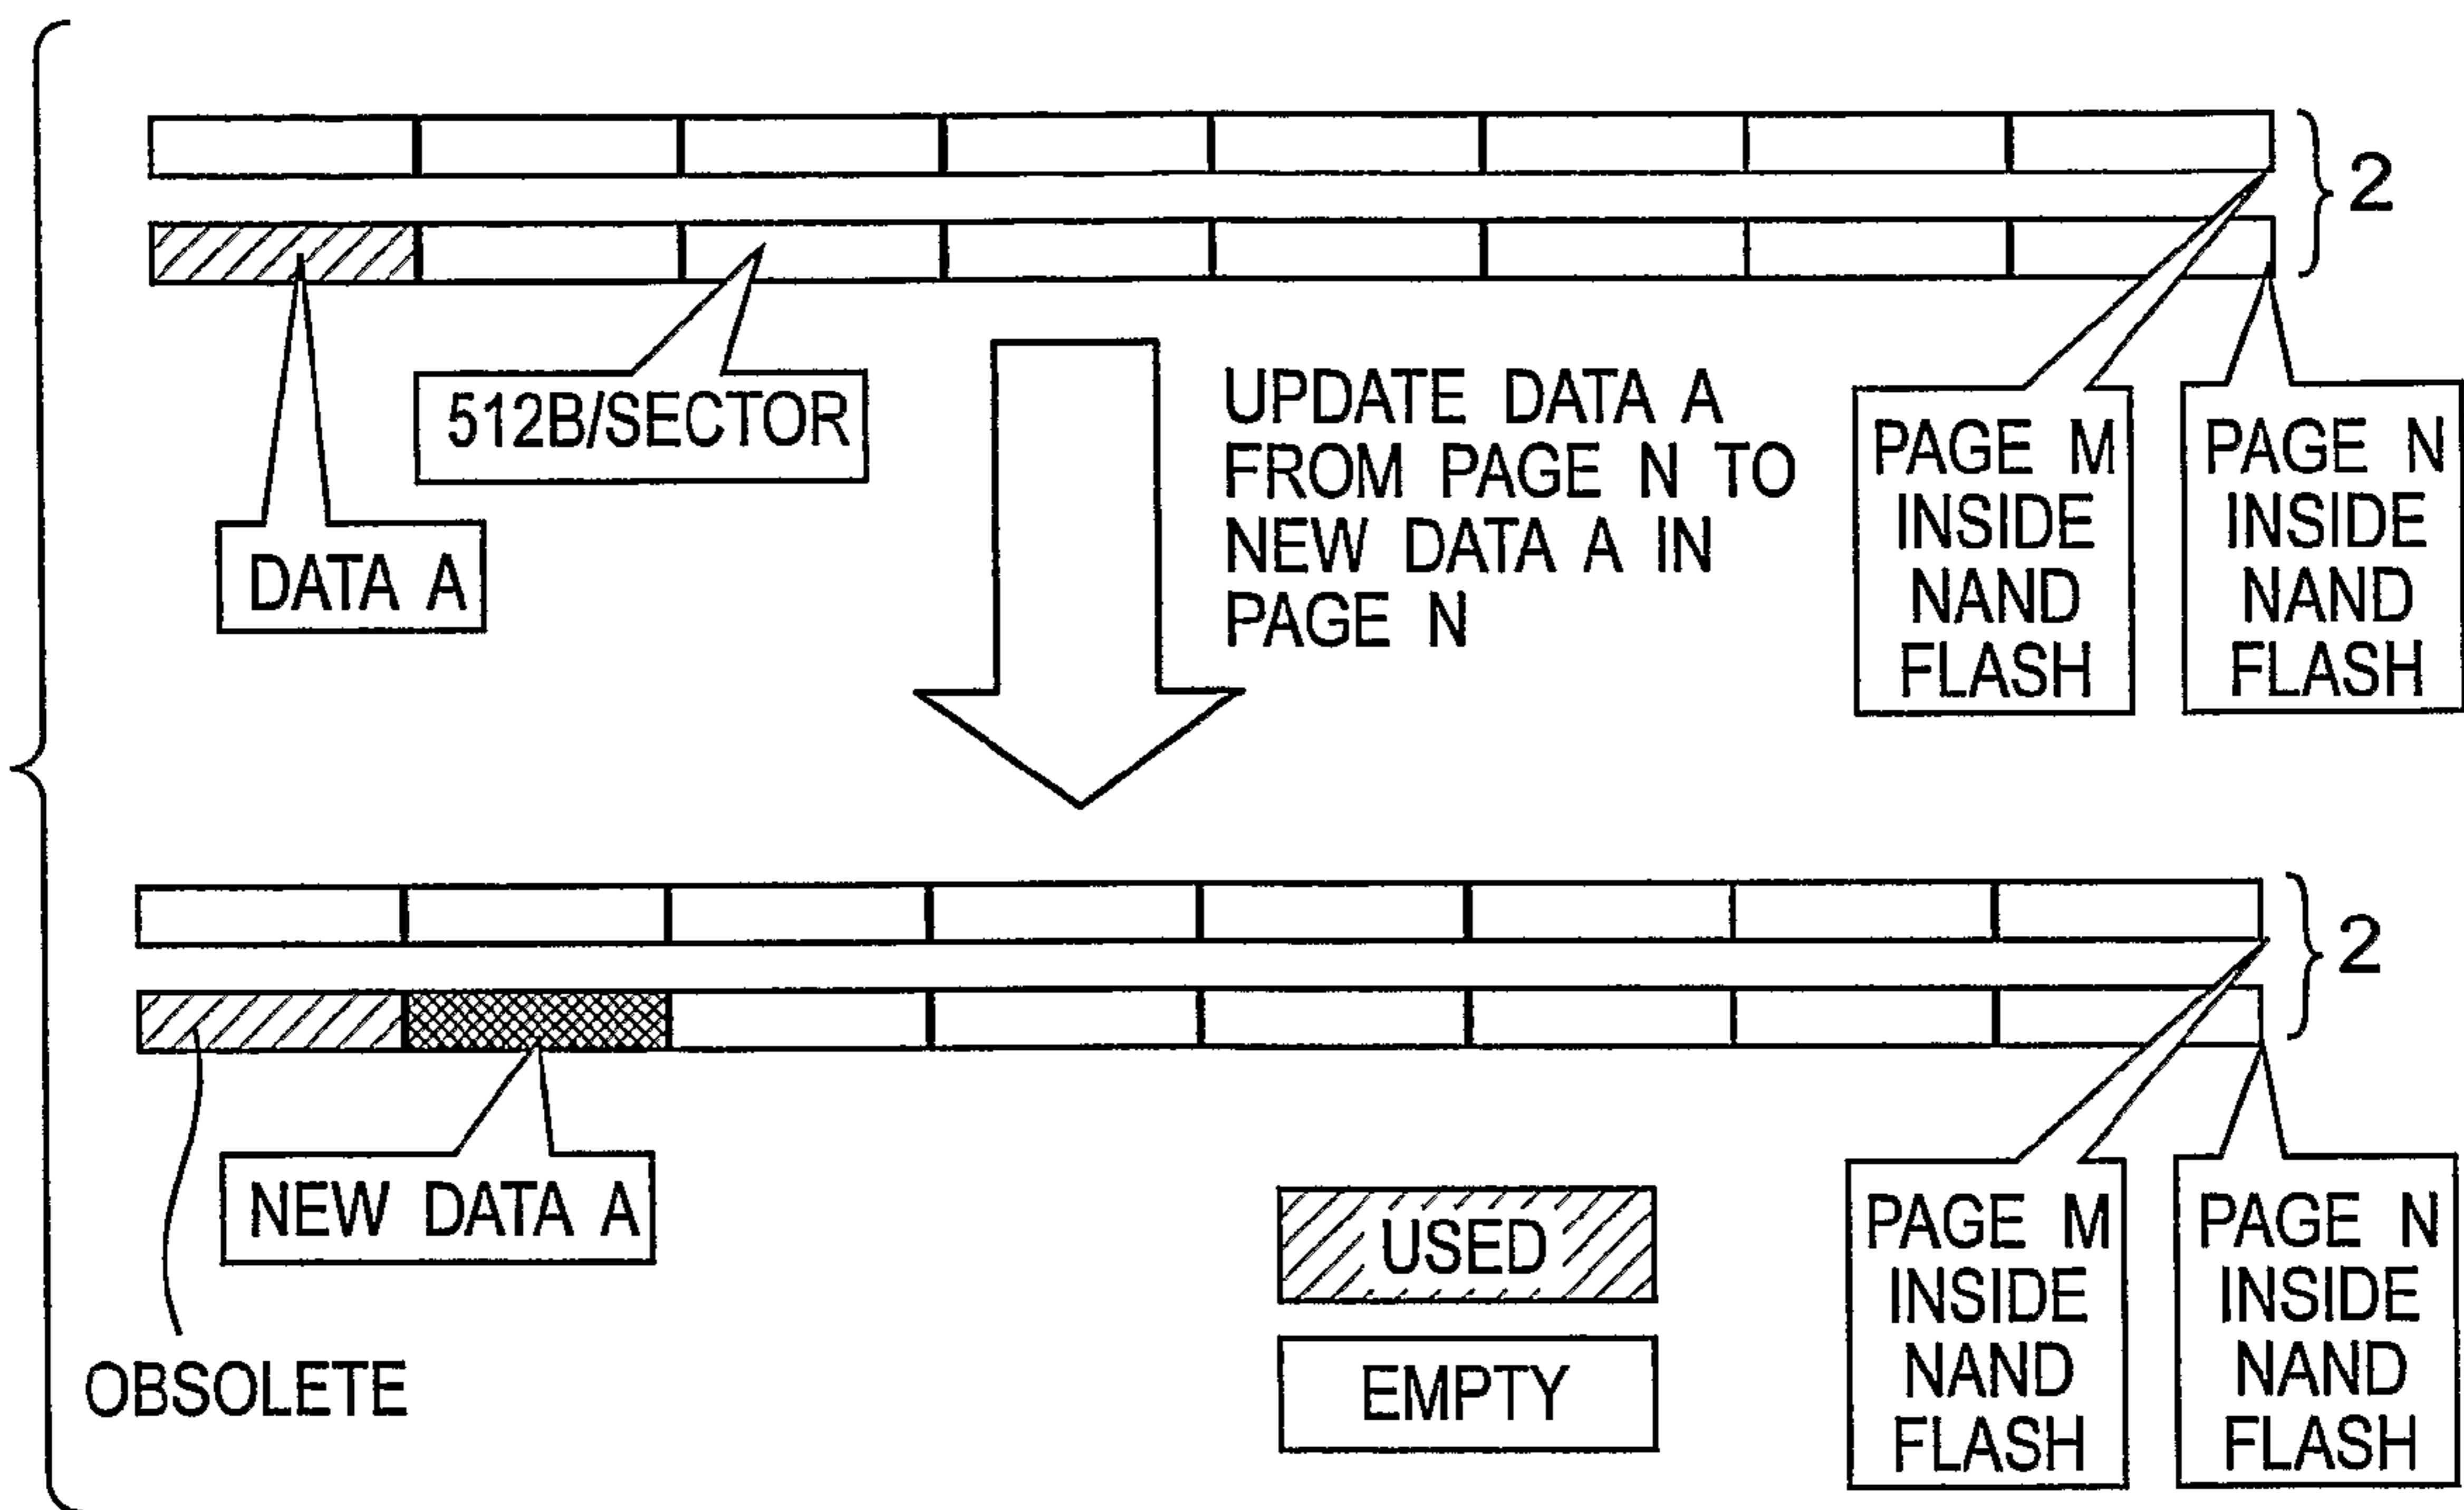 2
512B/SECTOR
DATA A
UPDATE DATA A
FROM PAGE N TO
NEW DATA A IN
PAGE N
PAGE M
INSIDE
NAND
FLASH
PAGE N
INSIDE
NAND
FLASH
2
NEW DATA A
OBSOLETE
USED
EMPTY
PAGE M
INSIDE
NAND
FLASH
PAGE N
INSIDE
NAND
FLASH